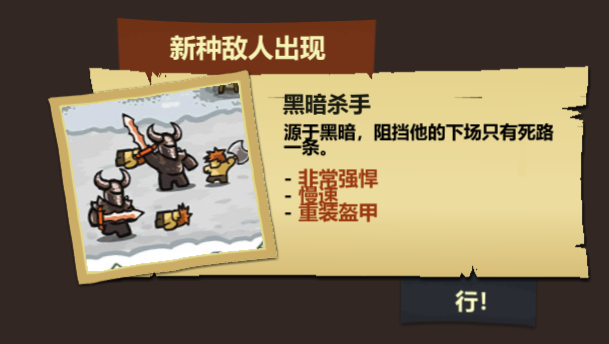 新种敌人出现
黑暗杀手
源于黑暗，阻挡他的下场只有死路
一条。
- 非常强悍
- 慢速
- 重装盔甲
行！